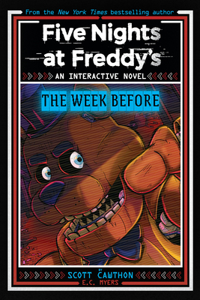 From the New York Times bestselling author
Five Nights
at Freddy's
AN INTERACTIVE NOVEL
THE WEEK BEFORE
SCOTT CAWTHON
E.C. MYERS